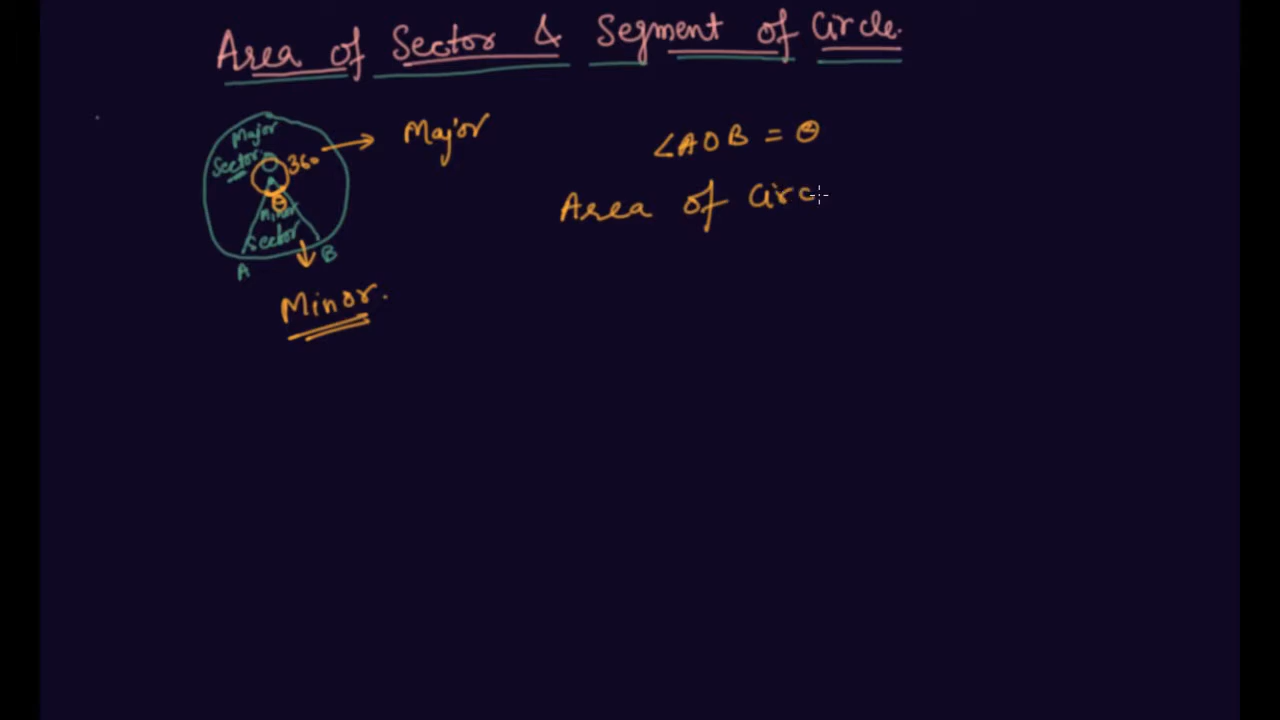 Area of Sector & Segment of Circle.
Major
Sector
360
θ
Minor
Sector
A
B
Major
Minor.
∠AOB = θ
Area of Circ